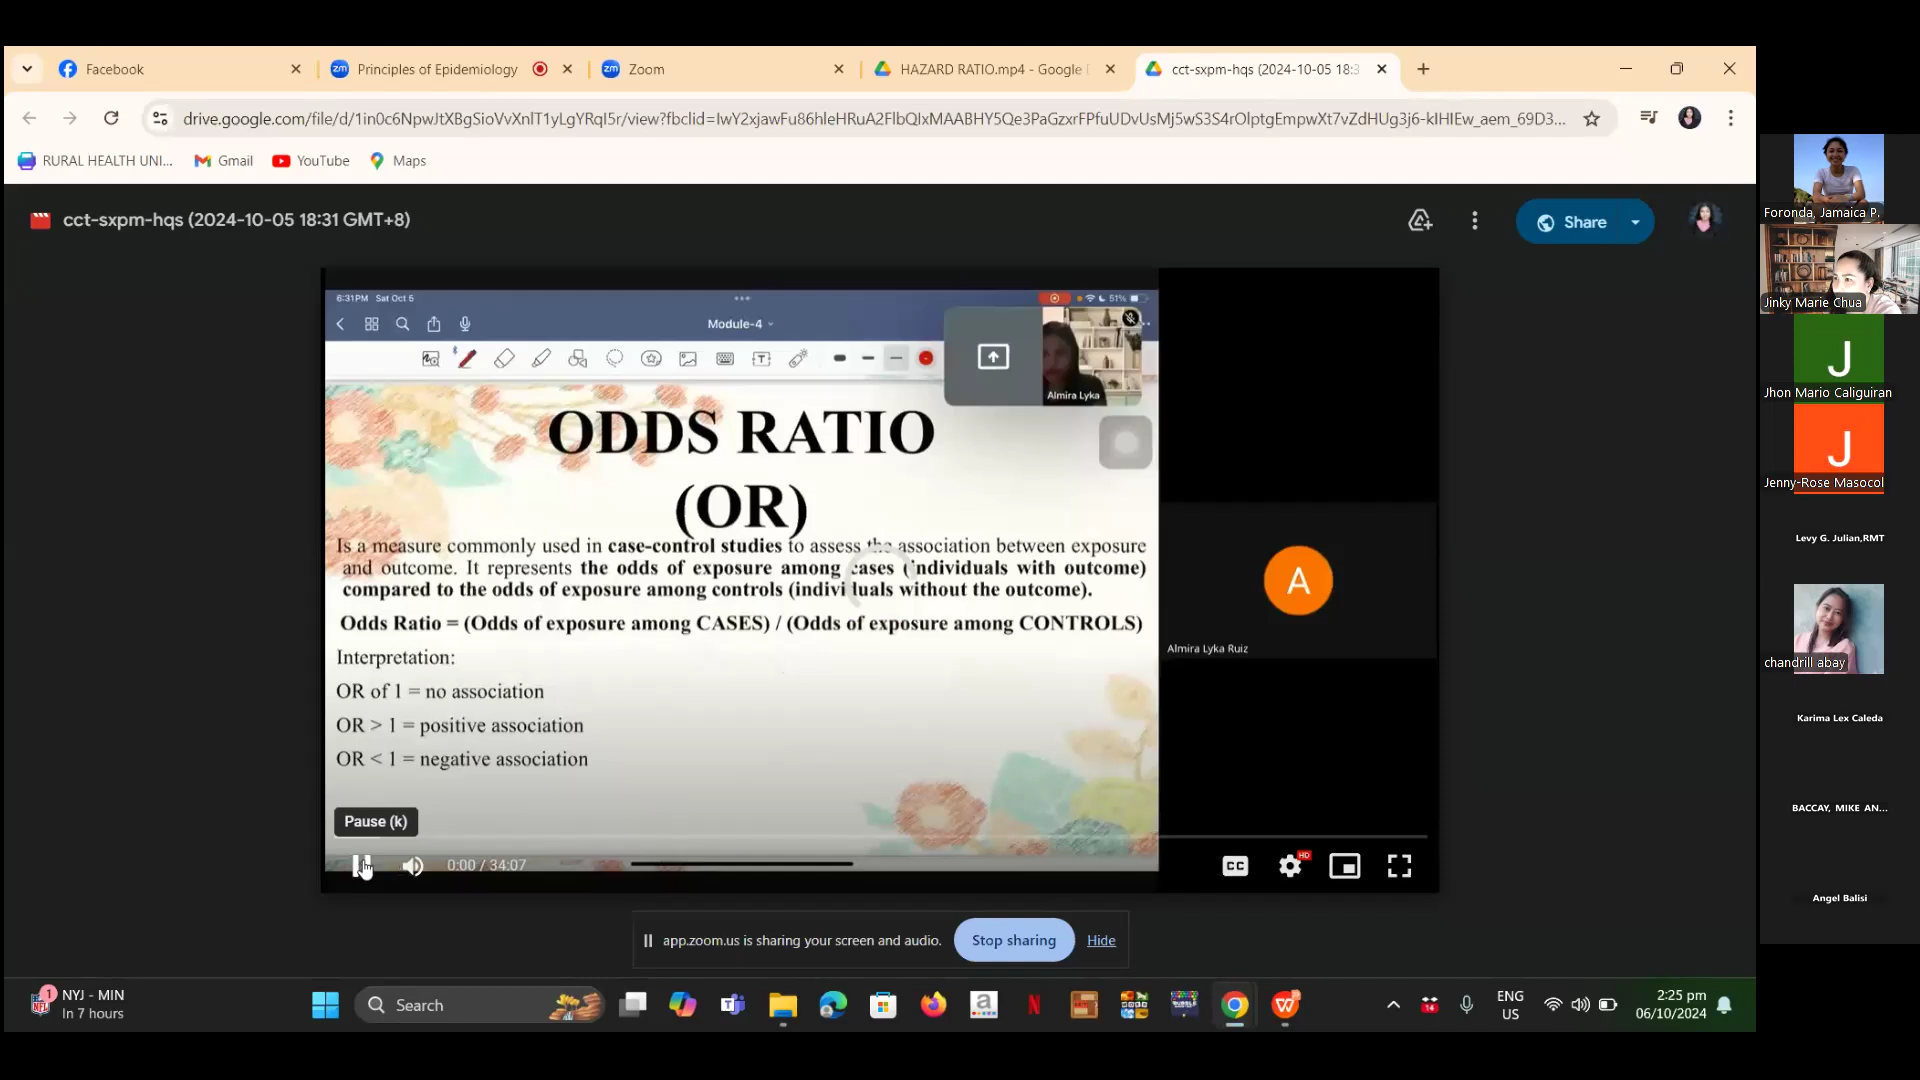 Facebook
Principles of Epidemiology
Zoom
HAZARD RATIO.mp4 - Google
cct-sxpm-hqs (2024-10-05 18:3
drive.google.com/file/d/1in0c6NpwJtXBgSioVvXnlT1yLgYRqI5r/view?fbclid=IwY2xjawFu86hleHRuA2FlbQIxMAABHY5Qe3PaGzxrFPfuUDvUsMj5wS3S4rOlptgEmpwXt7vZdHUg3j6-kIHIEw_aem_69D3...
RURAL HEALTH UNI...
Gmail
YouTube
Maps
cct-sxpm-hqs (2024-10-05 18:31 GMT+8)
Share
6:31PM Sat Oct 5
51%
Module-4
Almira Lyka
ODDS RATIO
(OR)
Is a measure commonly used in case-control studies to assess the association between exposure
and outcome. It represents the odds of exposure among cases (individuals with outcome)
compared to the odds of exposure among controls (individuals without the outcome).
Odds Ratio = (Odds of exposure among CASES) / (Odds of exposure among CONTROLS)
Interpretation:
OR of 1 = no association
OR > 1 = positive association
OR < 1 = negative association
Pause (k)
0:00 / 34:07
CC
HD
A
Almira Lyka Ruiz
app.zoom.us is sharing your screen and audio.
Stop sharing
Hide
Foronda, Jamaica P.
Jinky Marie Chua
J
Jhon Mario Caliguiran
J
Jenny-Rose Masocol
Levy G. Julian,RMT
chandrill abay
Karima Lex Caleda
BACCAY, MIKE AN...
Angel Balisi
1
NYJ - MIN
In 7 hours
Search
14
ENG
US
2:25 pm
06/10/2024